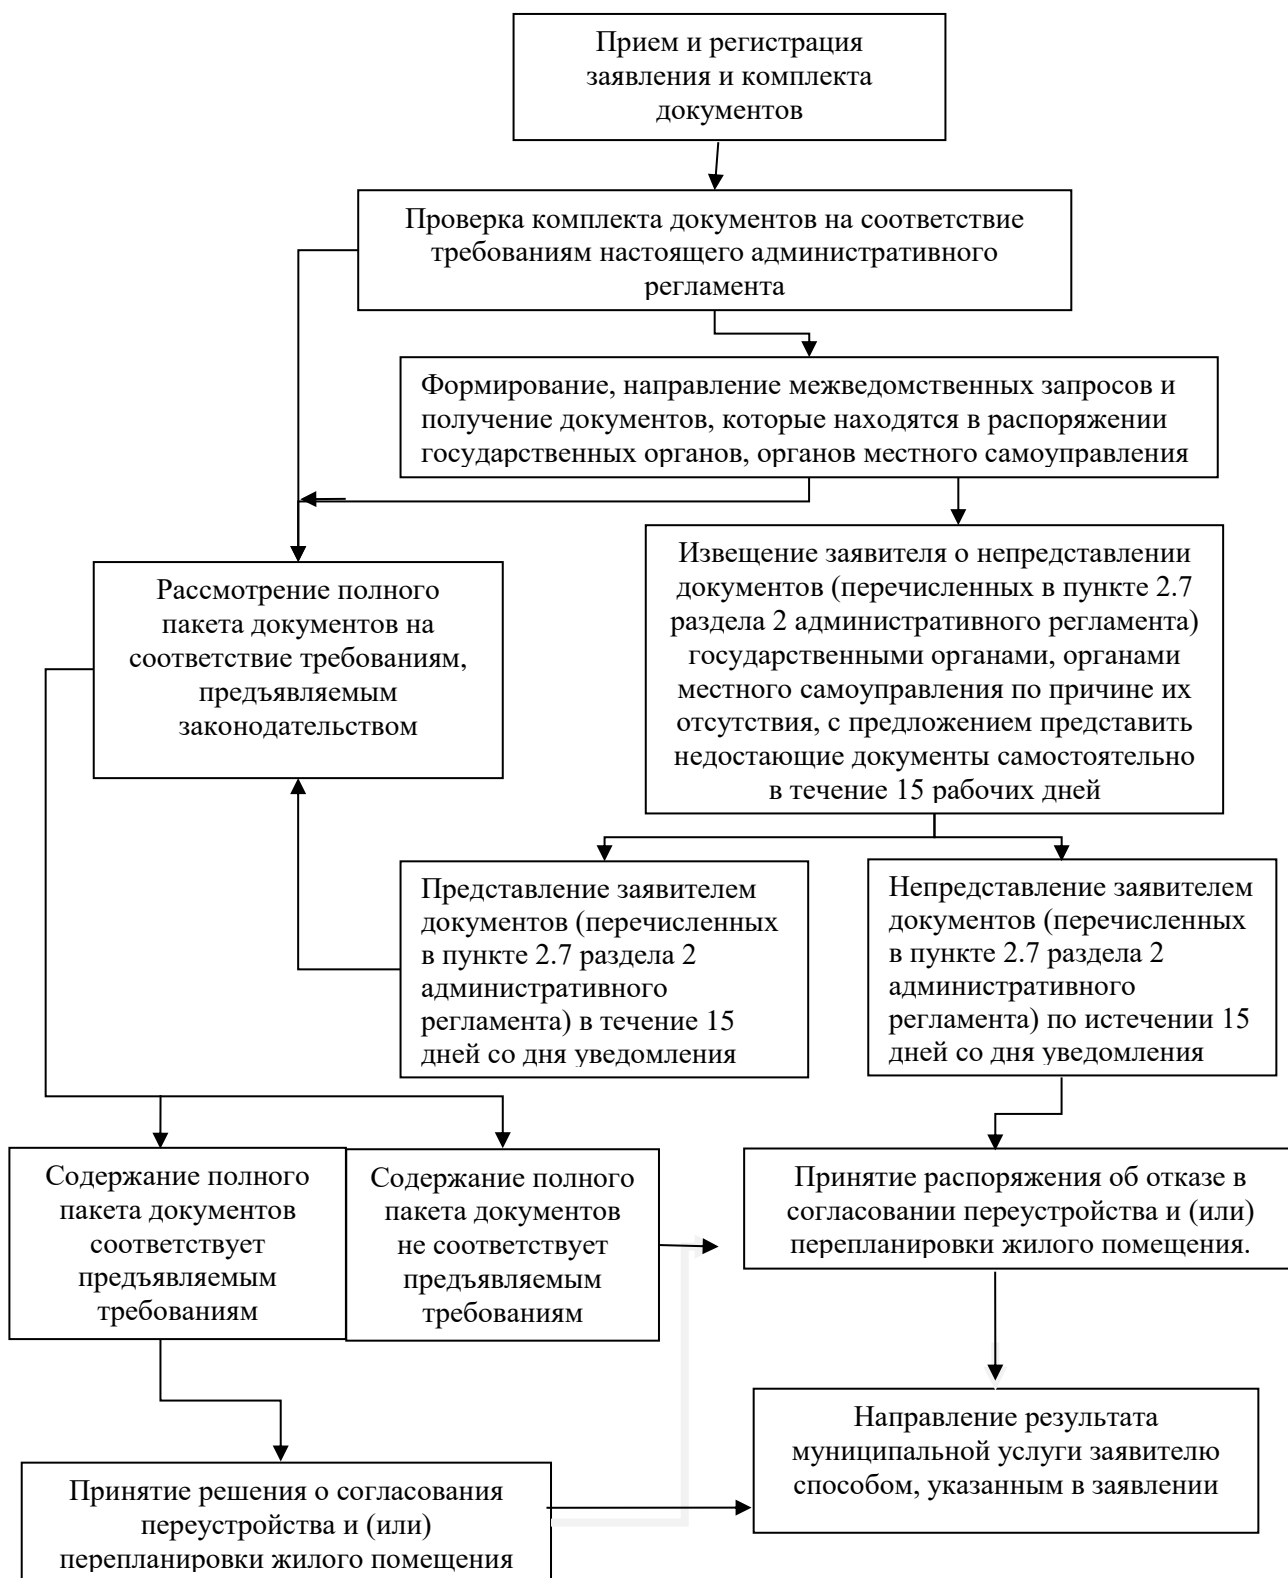 Прием и регистрация
заявления и комплекта
документов
Проверка комплекта документов на соответствие
требованиям настоящего административного
регламента
Формирование, направление межведомственных запросов и
получение документов, которые находятся в распоряжении
государственных органов, органов местного самоуправления
Извещение заявителя о непредставлении
документов (перечисленных в пункте 2.7
раздела 2 административного регламента)
государственными органами, органами
местного самоуправления по причине их
отсутствия, с предложением представить
недостающие документы самостоятельно
в течение 15 рабочих дней
Рассмотрение полного
пакета документов на
соответствие требованиям,
предъявляемым
законодательством
Представление заявителем
документов (перечисленных
в пункте 2.7 раздела 2
административного
регламента) в течение 15
дней со дня уведомления
Непредставление заявителем
документов (перечисленных
в пункте 2.7 раздела 2
административного
регламента) по истечении 15
дней со дня уведомления
Содержание полного
пакета документов
соответствует
предъявляемым
требованиям
Содержание полного
пакета документов
не соответствует
предъявляемым
требованиям
Принятие распоряжения об отказе в
согласовании переустройства и (или)
перепланировки жилого помещения.
Направление результата
муниципальной услуги заявителю
способом, указанным в заявлении
Принятие решения о согласования
переустройства и (или)
перепланировки жилого помещения